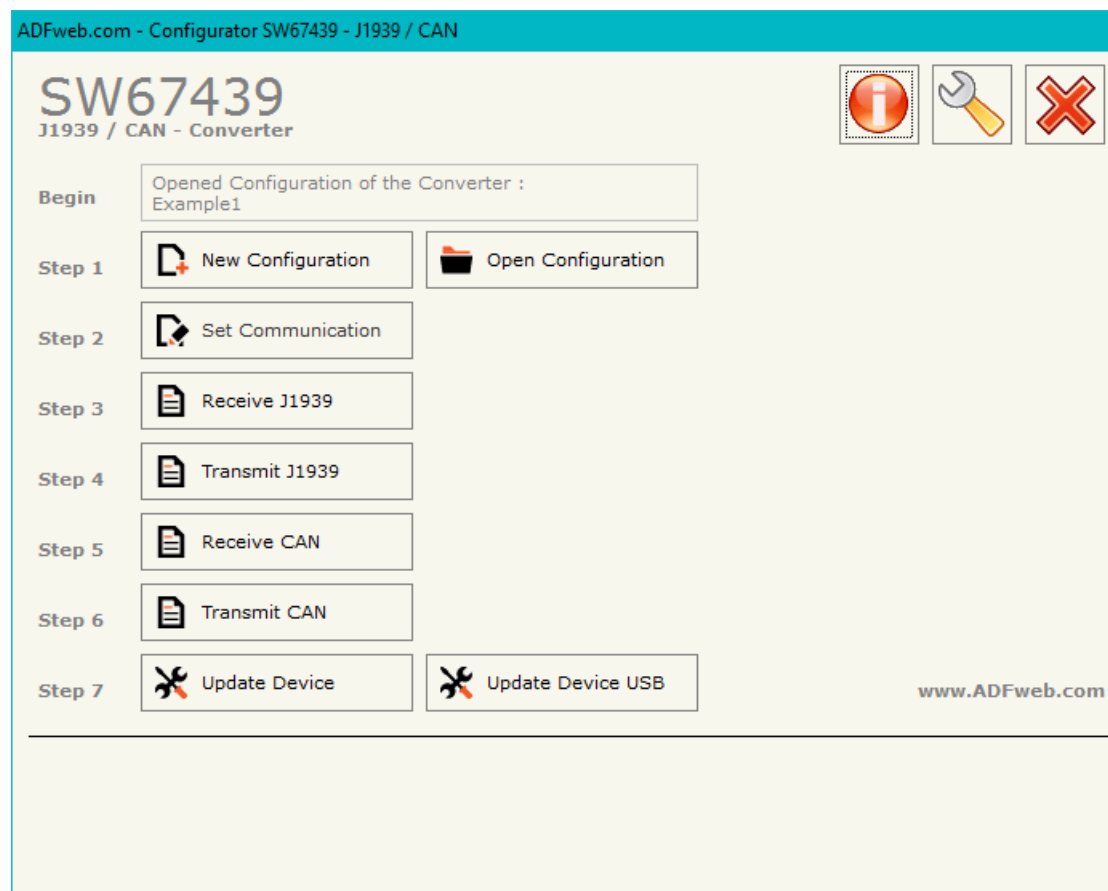 ADFweb.com - Configurator SW67439 - J1939 / CAN
SW67439
J1939 / CAN - Converter
Begin
Opened Configuration of the Converter :
Example1
Step 1
New Configuration
Open Configuration
Step 2
Set Communication
Step 3
Receive J1939
Step 4
Transmit J1939
Step 5
Receive CAN
Step 6
Transmit CAN
Step 7
Update Device
Update Device USB
www.ADFweb.com